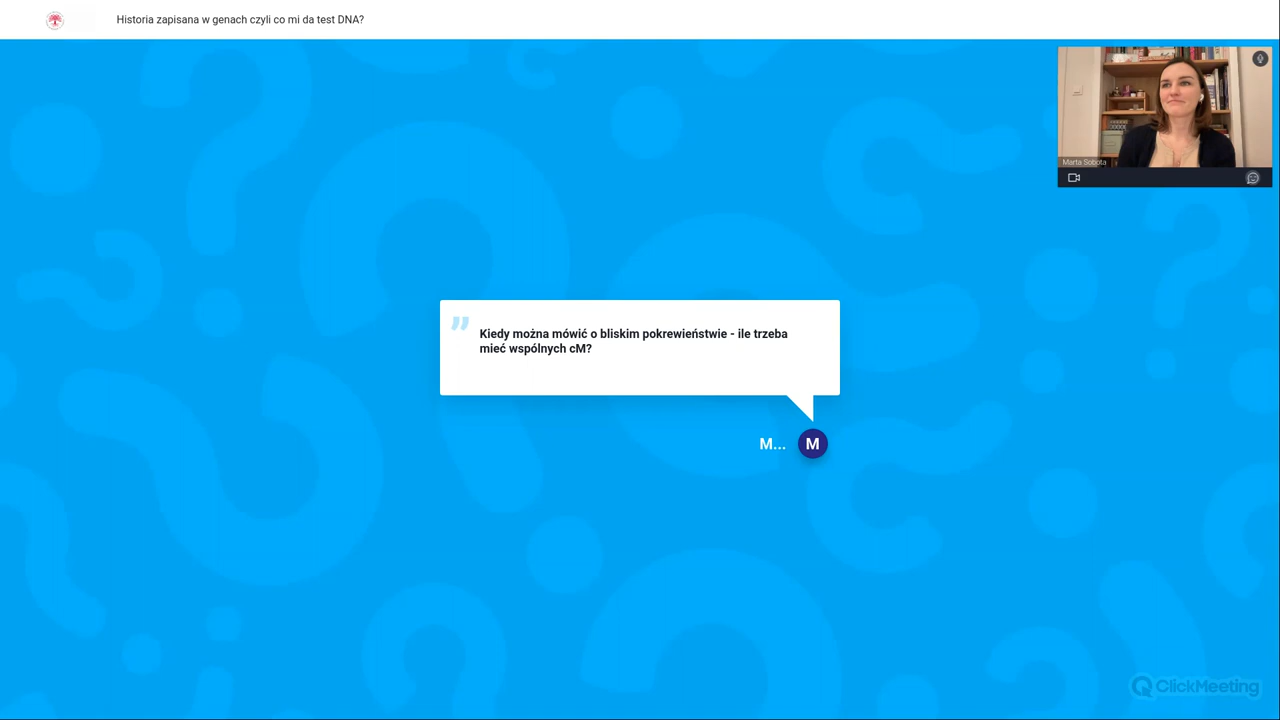 Historia zapisana w genach czyli co mi da test DNA?
Marta Sobota
Kiedy można mówić o bliskim pokrewieństwie - ile trzeba
mieć wspólnych cM?
M... M
ClickMeeting